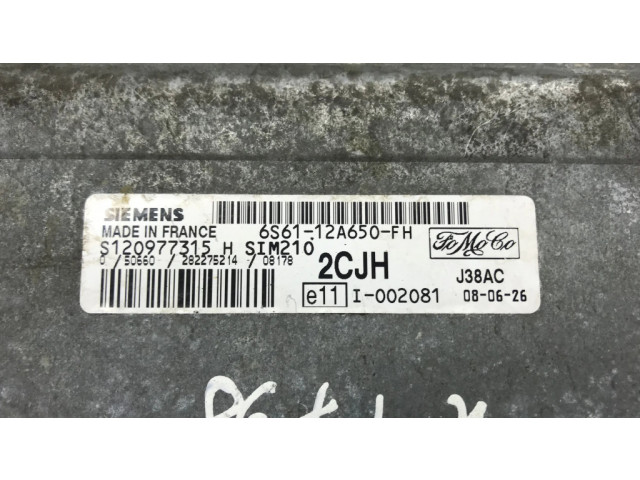 SIEMENS
MADE IN FRANCE
6S61-12A650-FH
S120977315 H SIM210
FoMoCo
0 / 50660 / 282275214 / 08178
2CJH
J38AC
e11 I-002081
08-06-26